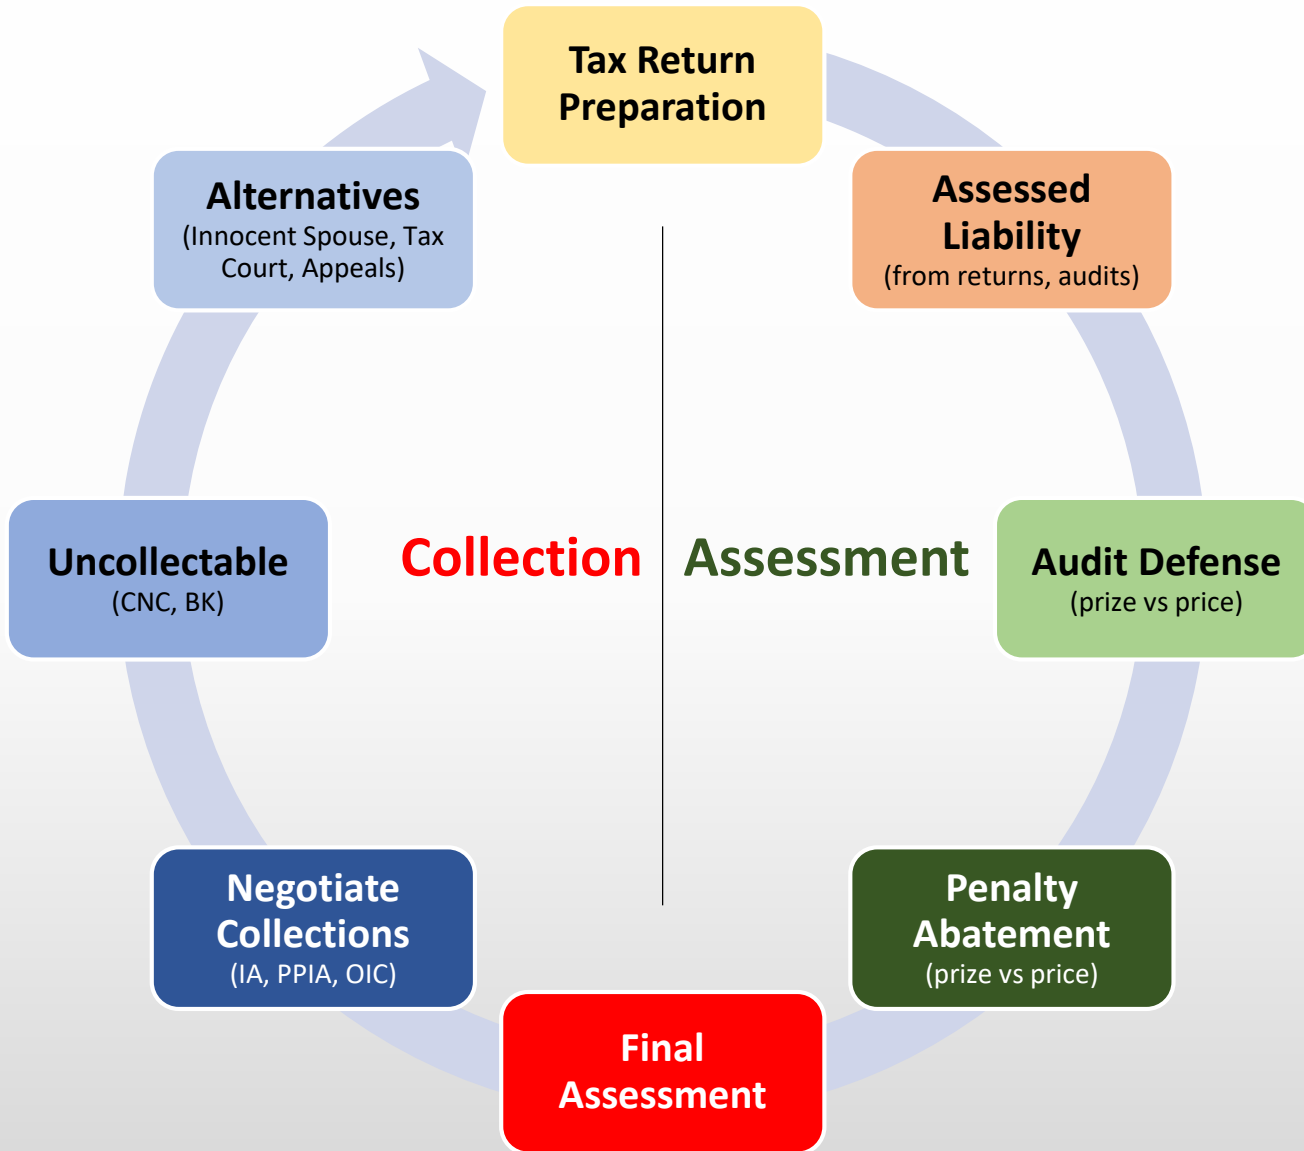 Tax Return
Preparation
Assessed
Liability
(from returns, audits)
Audit Defense
(prize vs price)
Penalty
Abatement
(prize vs price)
Final
Assessment
Negotiate
Collections
(IA, PPIA, OIC)
Uncollectable
(CNC, BK)
Alternatives
(Innocent Spouse, Tax
Court, Appeals)
Collection
Assessment